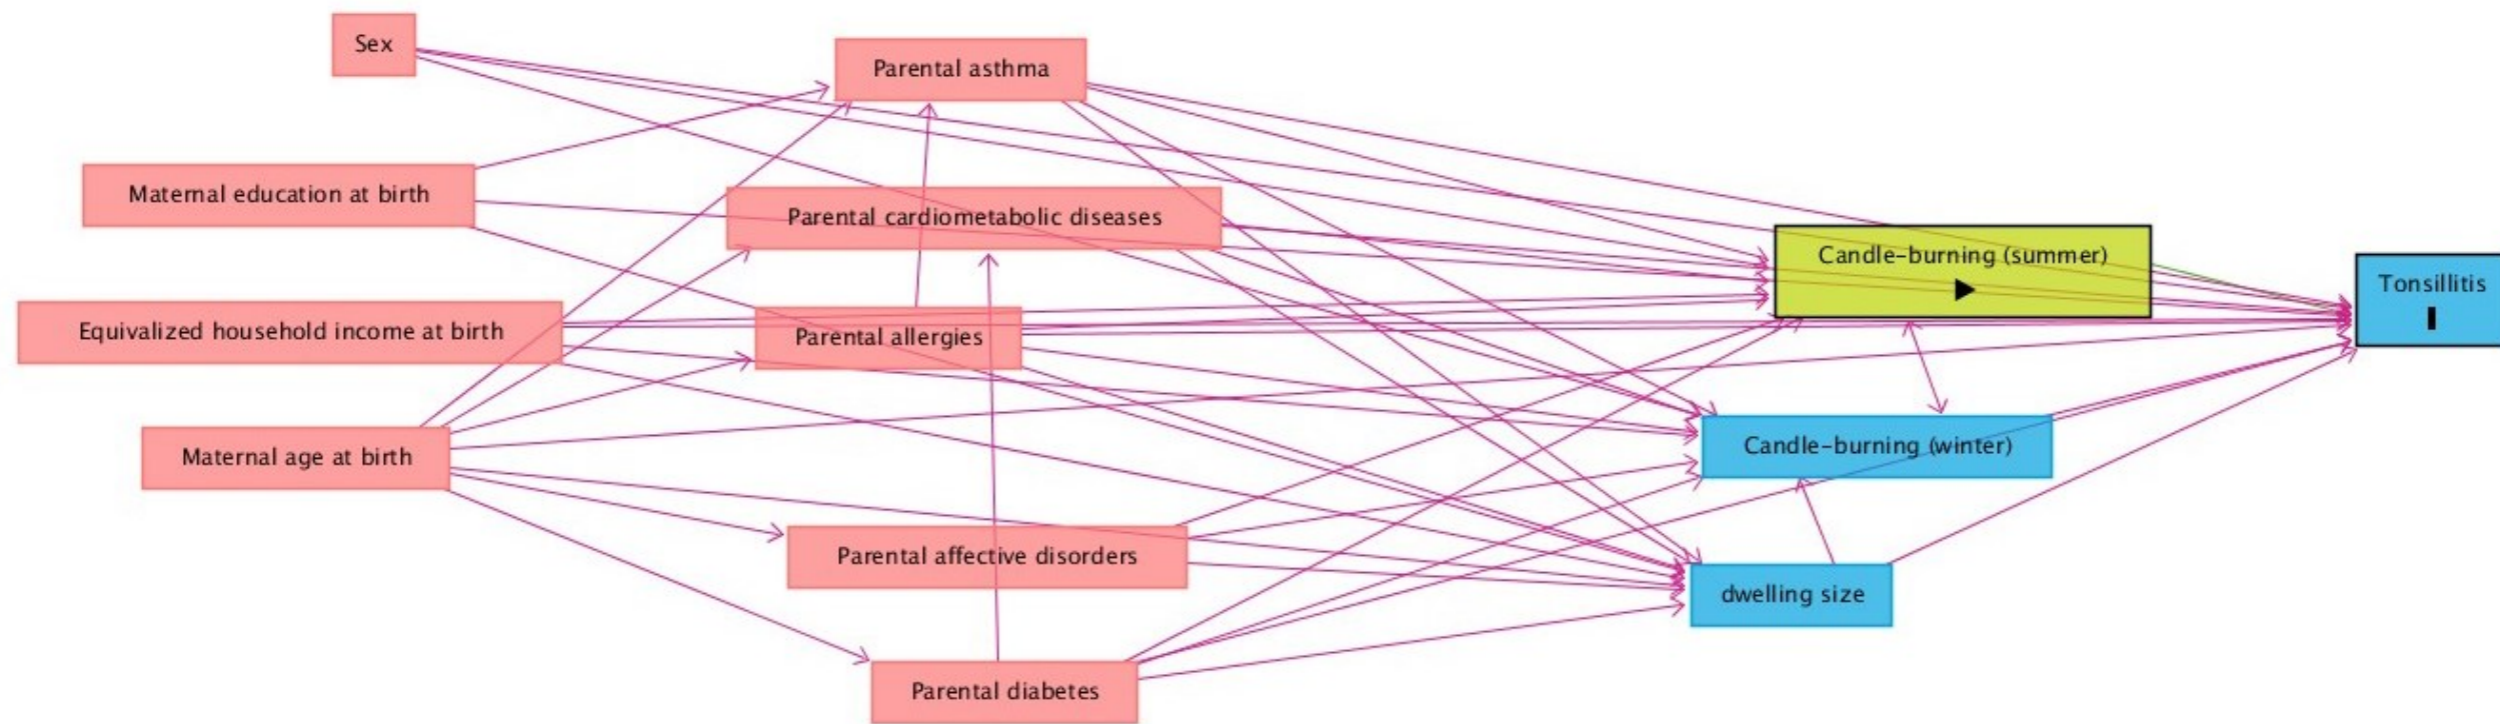 Sex
Parental asthma
Maternal education at birth
Parental cardiometabolic diseases
Candle-burning (summer)
Tonsillitis
Equivalized household income at birth
Parental allergies
Maternal age at birth
Candle-burning (winter)
Parental affective disorders
dwelling size
Parental diabetes